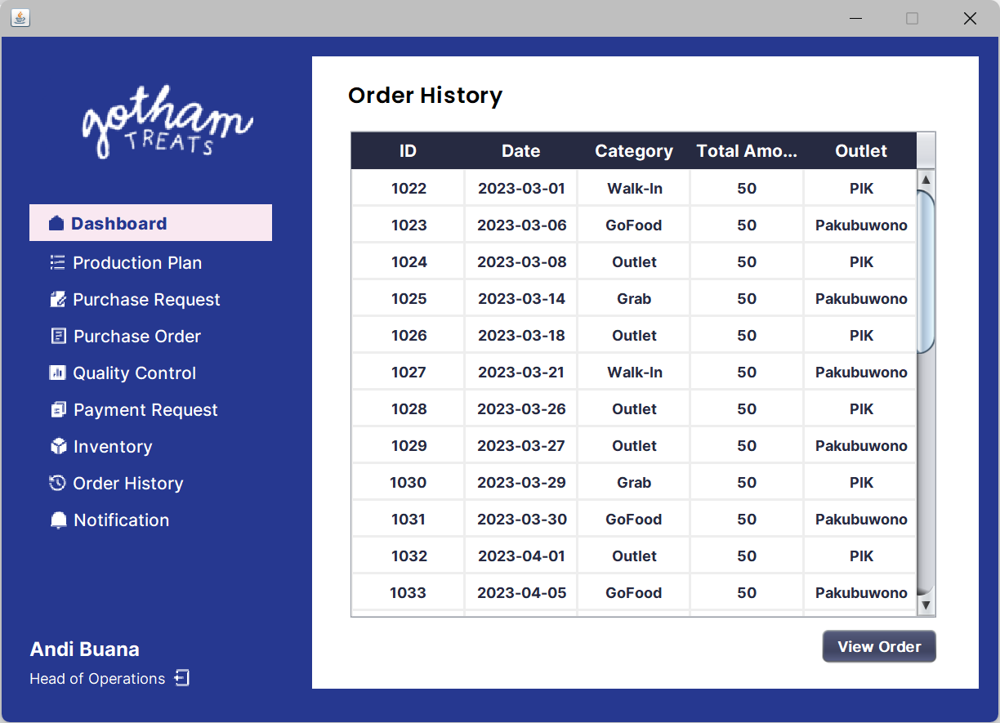 gotham
TREATS
Dashboard
Production Plan
Purchase Request
Purchase Order
Quality Control
Payment Request
Inventory
Order History
Notification
Andi Buana
Head of Operations
Order History
ID Date Category Total Amo... Outlet
1022 2023-03-01 Walk-In 50 PIK
1023 2023-03-06 GoFood 50 Pakubuwono
1024 2023-03-08 Outlet 50 PIK
1025 2023-03-14 Grab 50 Pakubuwono
1026 2023-03-18 Outlet 50 PIK
1027 2023-03-21 Walk-In 50 Pakubuwono
1028 2023-03-26 Outlet 50 PIK
1029 2023-03-27 Outlet 50 Pakubuwono
1030 2023-03-29 Grab 50 PIK
1031 2023-03-30 GoFood 50 Pakubuwono
1032 2023-04-01 Outlet 50 PIK
1033 2023-04-05 GoFood 50 Pakubuwono
View Order